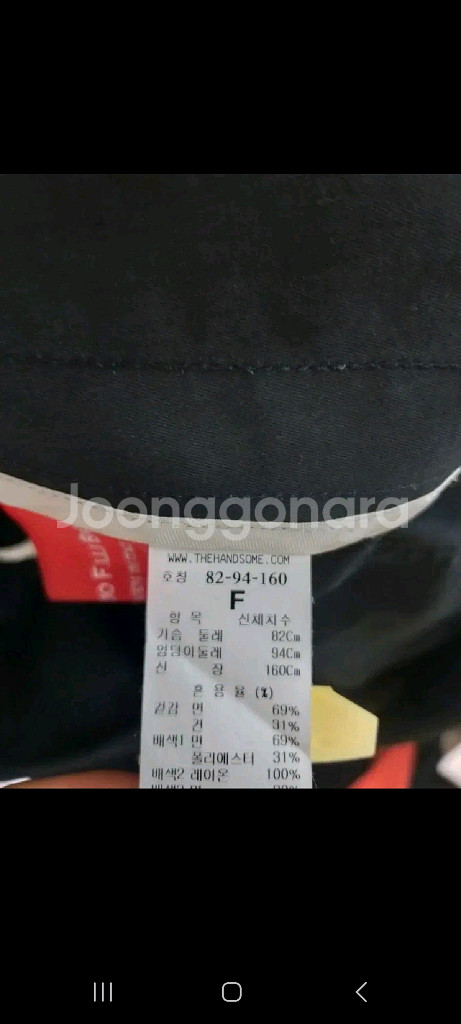 Joonggonara
WWW.THEHANDSOME.COM
호칭 82-94-160
F
항 목 신체치수
가슴 둘레 82Cm
엉덩이둘레 94Cm
신 장 160Cm
혼 용 율 (%)
겉감 면 69%
견 31%
배색1 면 69%
폴리에스터 31%
배색2 레이온 100%